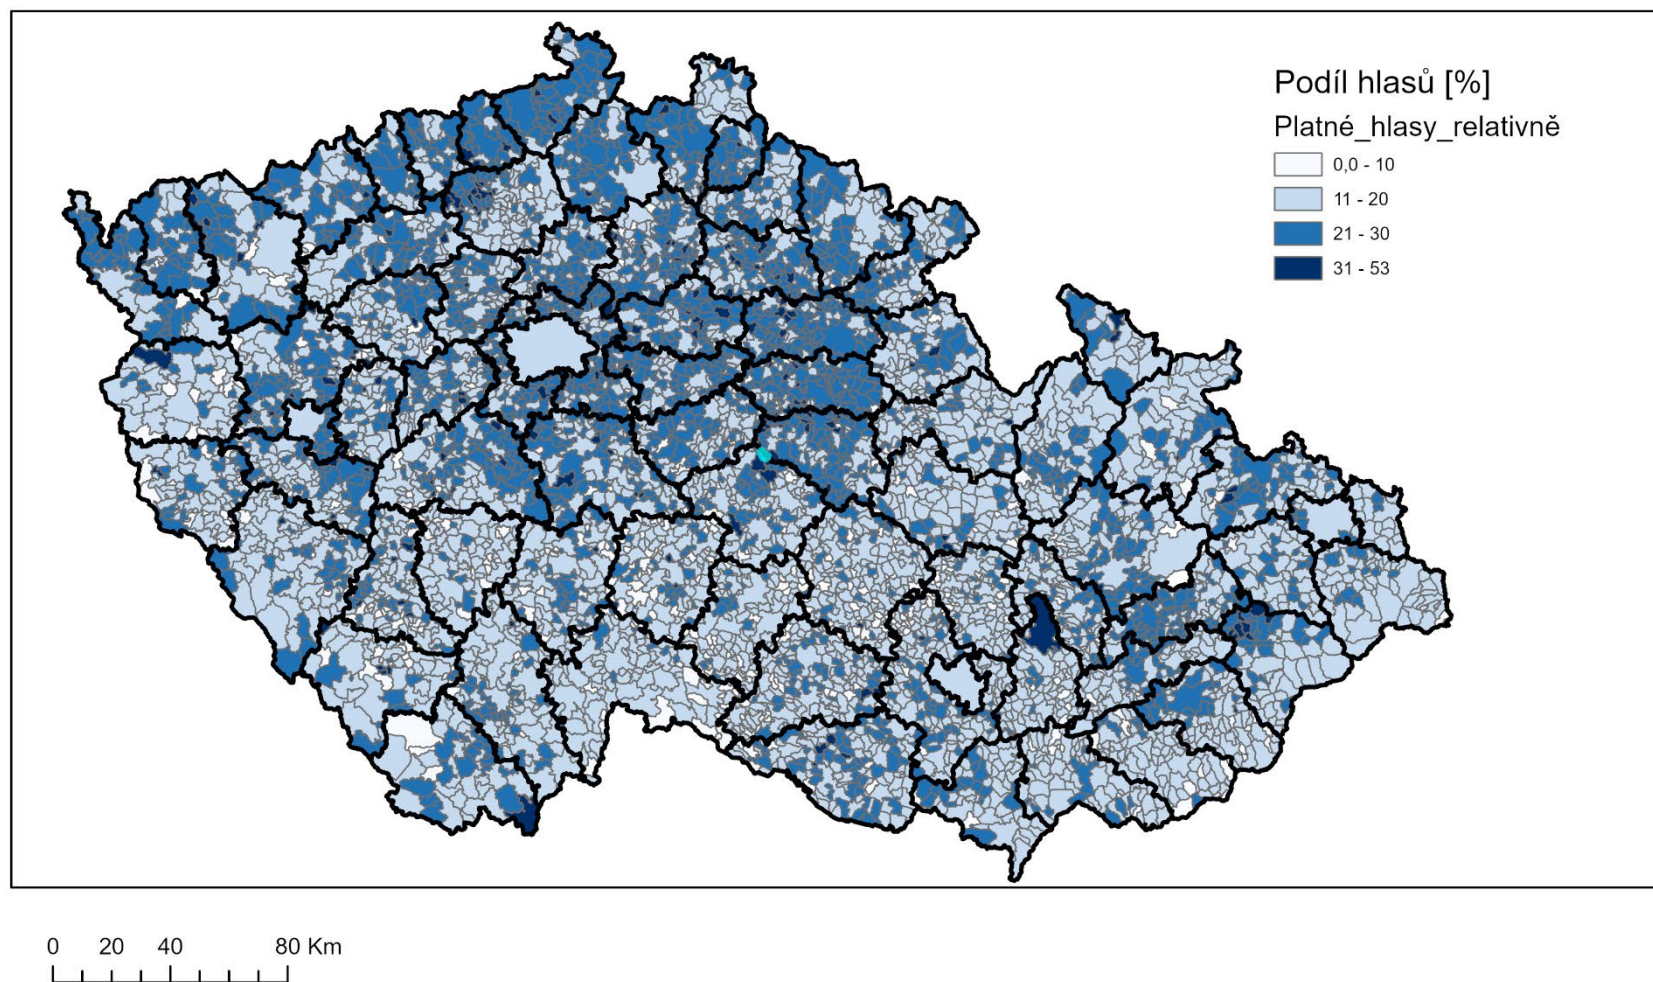 Podíl hlasů [%]
Platné_hlasy_relativně
0,0 - 10
11 - 20
21 - 30
31 - 53
0 20 40 80 Km